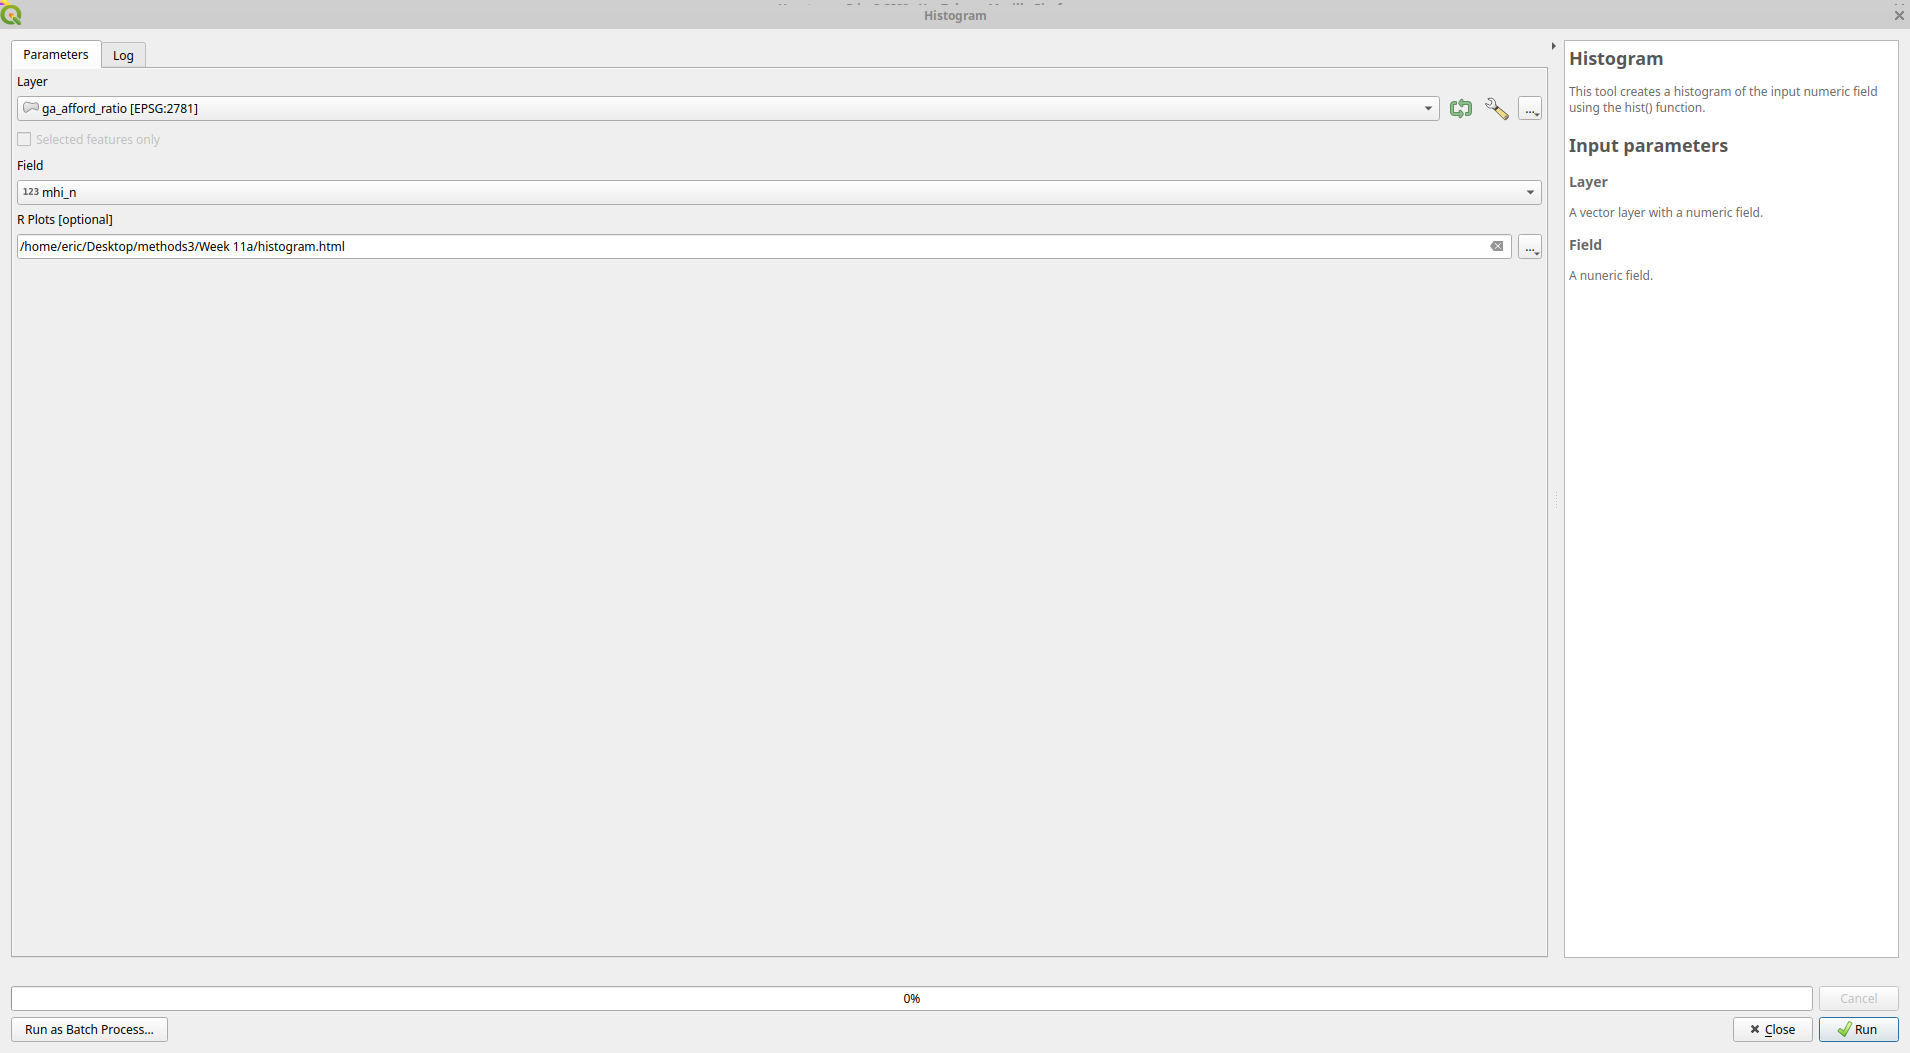 Histogram
Parameters
Log
Layer
ga_afford_ratio [EPSG:2781]
...
Selected features only
Field
123 mhi_n
R Plots [optional]
/home/eric/Desktop/methods3/Week 11a/histogram.html
...
Histogram
This tool creates a histogram of the input numeric field
using the hist() function.
Input parameters
Layer
A vector layer with a numeric field.
Field
A nuneric field.
0%
Cancel
Run as Batch Process...
Close
Run